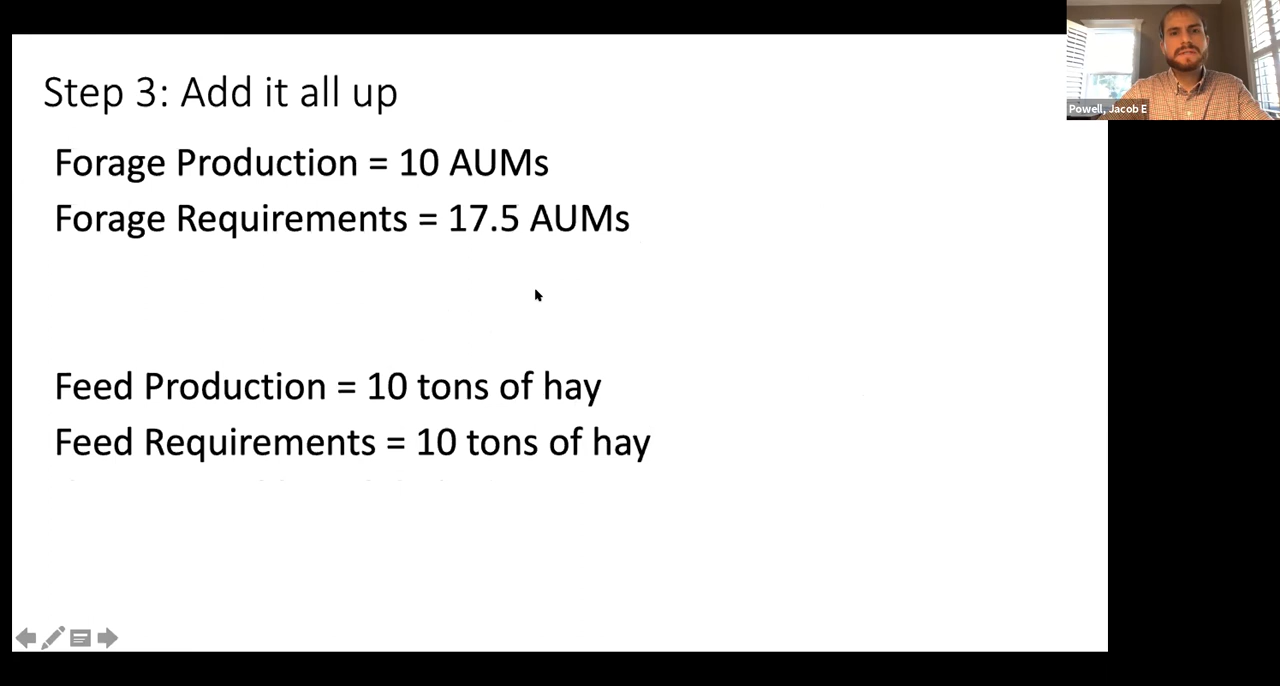 Step 3: Add it all up
Forage Production = 10 AUMs
Forage Requirements = 17.5 AUMs
Feed Production = 10 tons of hay
Feed Requirements = 10 tons of hay
Powell, Jacob E